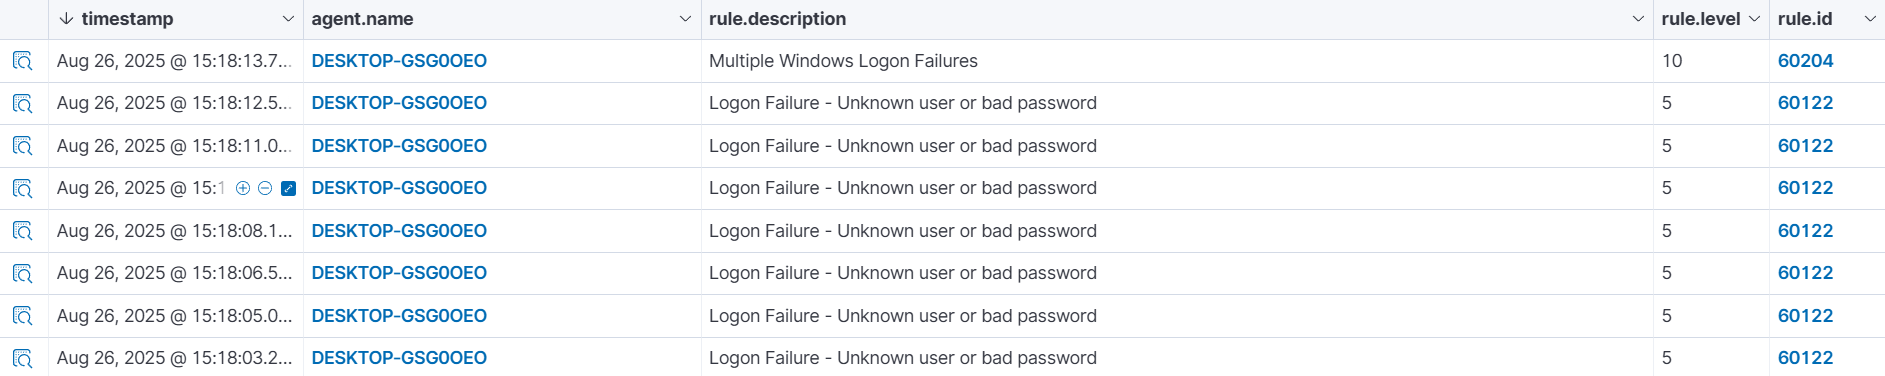 timestamp agent.name rule.description rule.level rule.id
Aug 26, 2025 @ 15:18:13.7... DESKTOP-GSG0OEO Multiple Windows Logon Failures 10 60204
Aug 26, 2025 @ 15:18:12.5... DESKTOP-GSG0OEO Logon Failure - Unknown user or bad password 5 60122
Aug 26, 2025 @ 15:18:11.0... DESKTOP-GSG0OEO Logon Failure - Unknown user or bad password 5 60122
Aug 26, 2025 @ 15:1 DESKTOP-GSG0OEO Logon Failure - Unknown user or bad password 5 60122
Aug 26, 2025 @ 15:18:08.1... DESKTOP-GSG0OEO Logon Failure - Unknown user or bad password 5 60122
Aug 26, 2025 @ 15:18:06.5... DESKTOP-GSG0OEO Logon Failure - Unknown user or bad password 5 60122
Aug 26, 2025 @ 15:18:05.0... DESKTOP-GSG0OEO Logon Failure - Unknown user or bad password 5 60122
Aug 26, 2025 @ 15:18:03.2... DESKTOP-GSG0OEO Logon Failure - Unknown user or bad password 5 60122